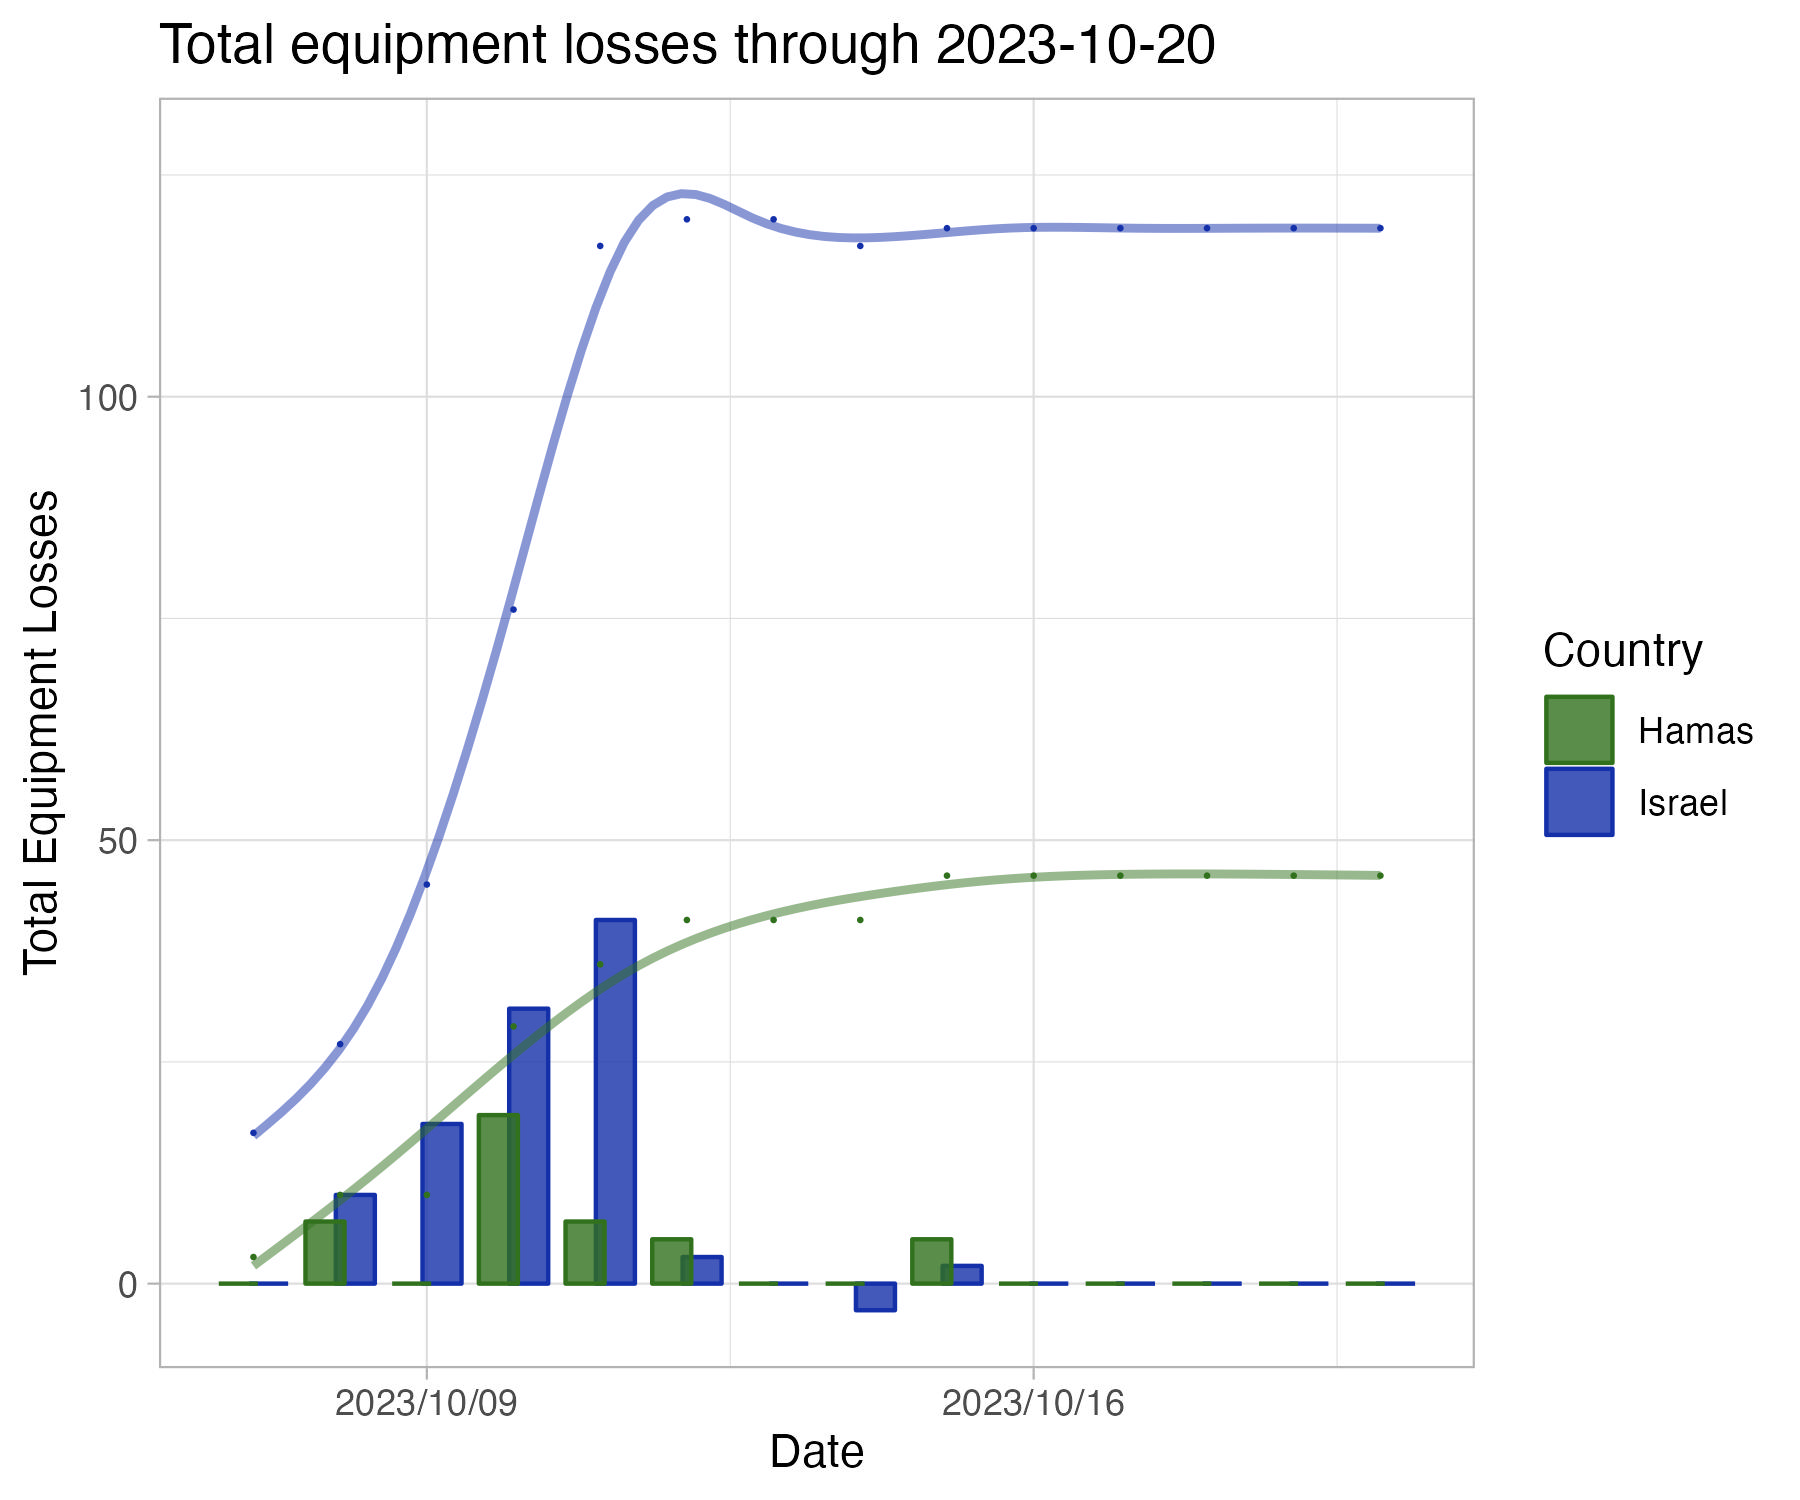 Total equipment losses through 2023-10-20
Total Equipment Losses
100
50
0
2023/10/09
2023/10/16
Date
Country
Hamas
Israel